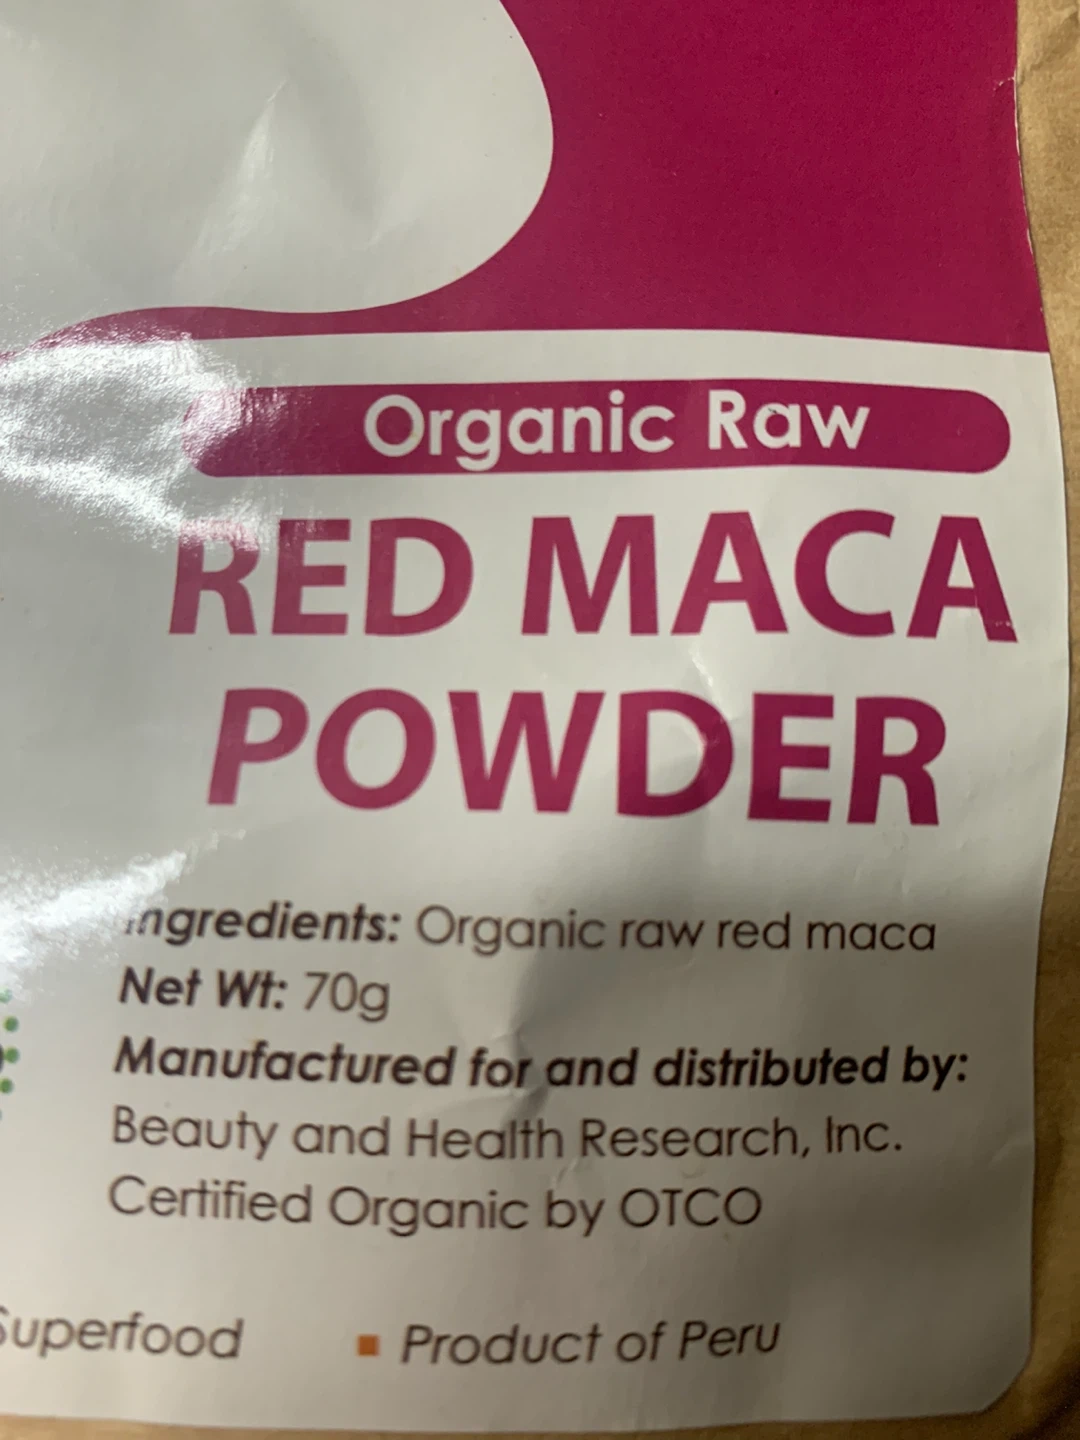 Organic Raw
RED MACA
POWDER
Ingredients: Organic raw red maca
Net Wt: 70g
Manufactured for and distributed by:
Beauty and Health Research, Inc.
Certified Organic by OTCO
Superfood ▪ Product of Peru